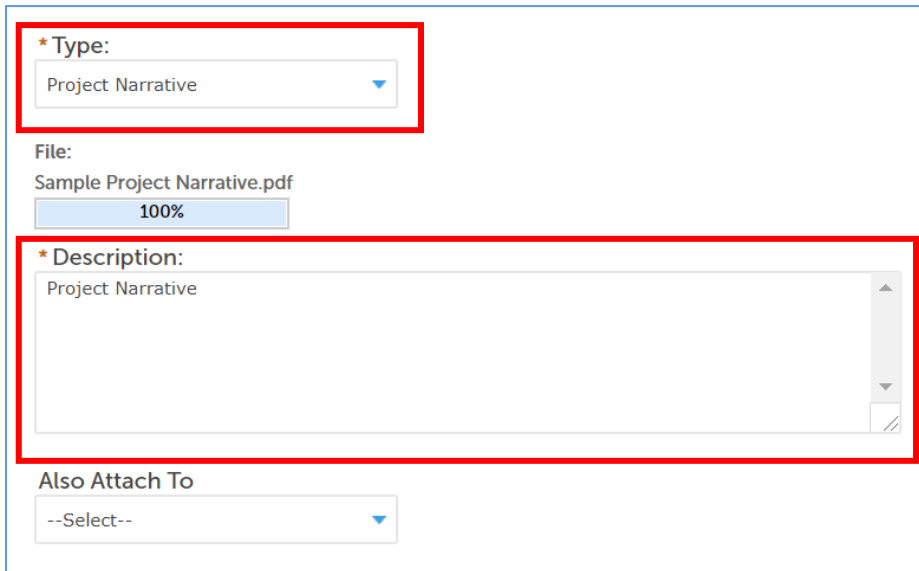 * Type:
Project Narrative
File:
Sample Project Narrative.pdf
100%
* Description:
Project Narrative
Also Attach To
--Select--